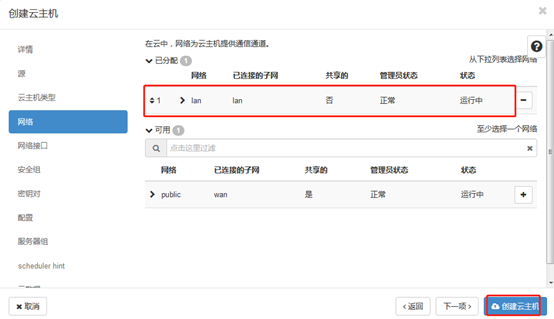 创建云主机
×
详情
源
云主机类型
网络
网络接口
安全组
密钥对
配置
服务器组
scheduler hint
在云中，网络为云主机提供通信通道。
已分配 1 从下拉列表选择网络
网络 已连接的子网 共享的 管理员状态 状态
1 lan lan 否 正常 运行中
可用 1 至少选择一个网络
点击这里过滤
网络 已连接的子网 共享的 管理员状态 状态
public wan 是 正常 运行中
取消 返回 下一项 创建云主机